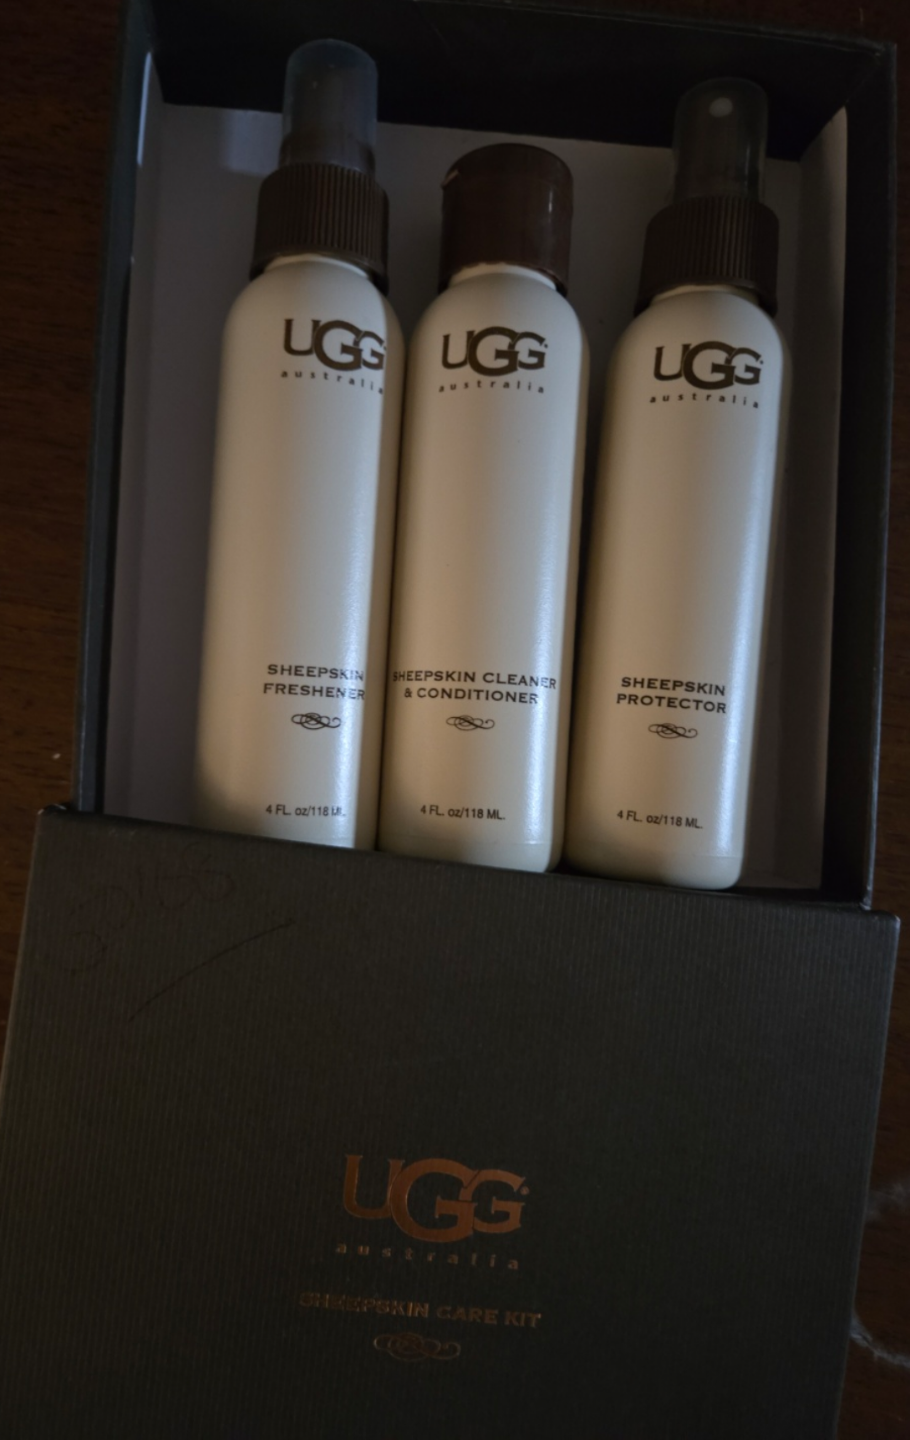 UGG®
australia
SHEEPSKIN
FRESHENER
4 FL. oz/118 ML.
UGG®
australia
SHEEPSKIN CLEANER
& CONDITIONER
4 FL. oz/118 ML.
UGG®
australia
SHEEPSKIN
PROTECTOR
4 FL. oz/118 ML.
UGG®
australia
SHEEPSKIN CARE KIT